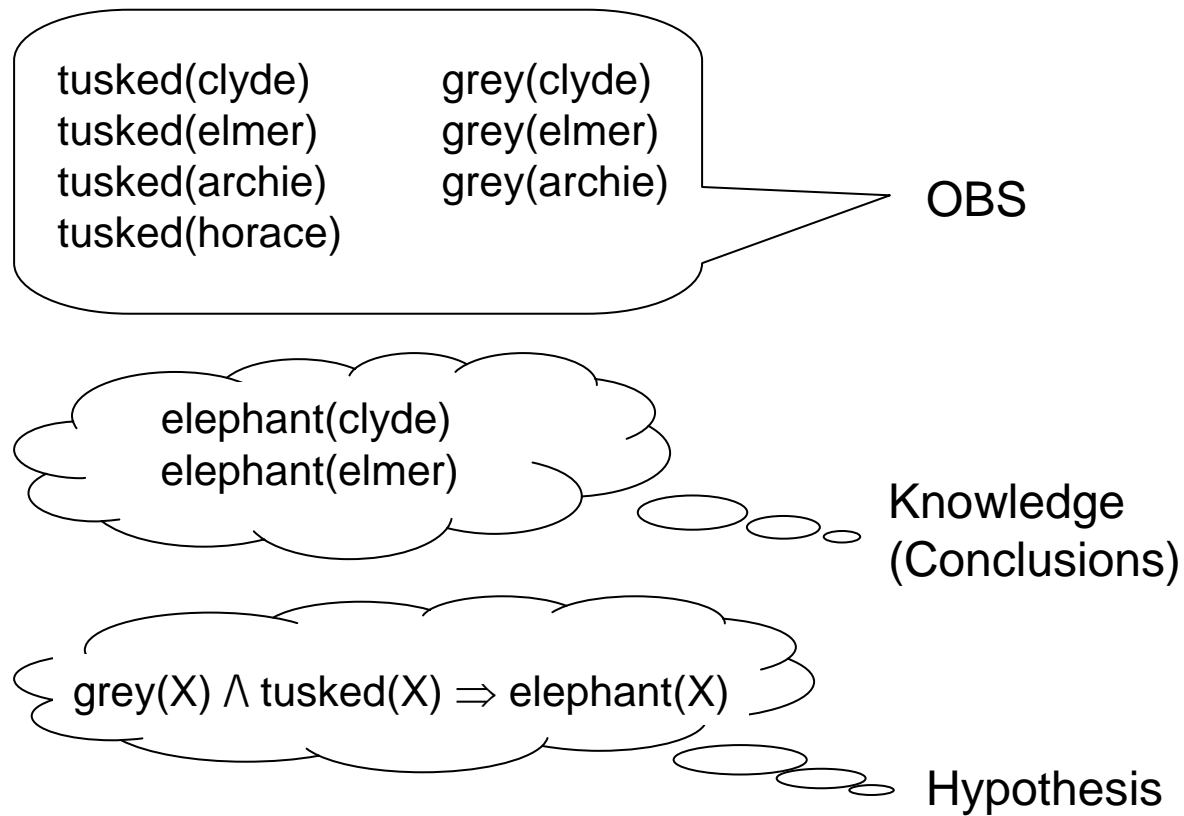 tusked(clyde) grey(clyde)
tusked(elmer) grey(elmer)
tusked(archie) grey(archie)
tusked(horace)
OBS
elephant(clyde)
elephant(elmer)
Knowledge
(Conclusions)
grey(X) /\ tusked(X) ⇒ elephant(X)
Hypothesis